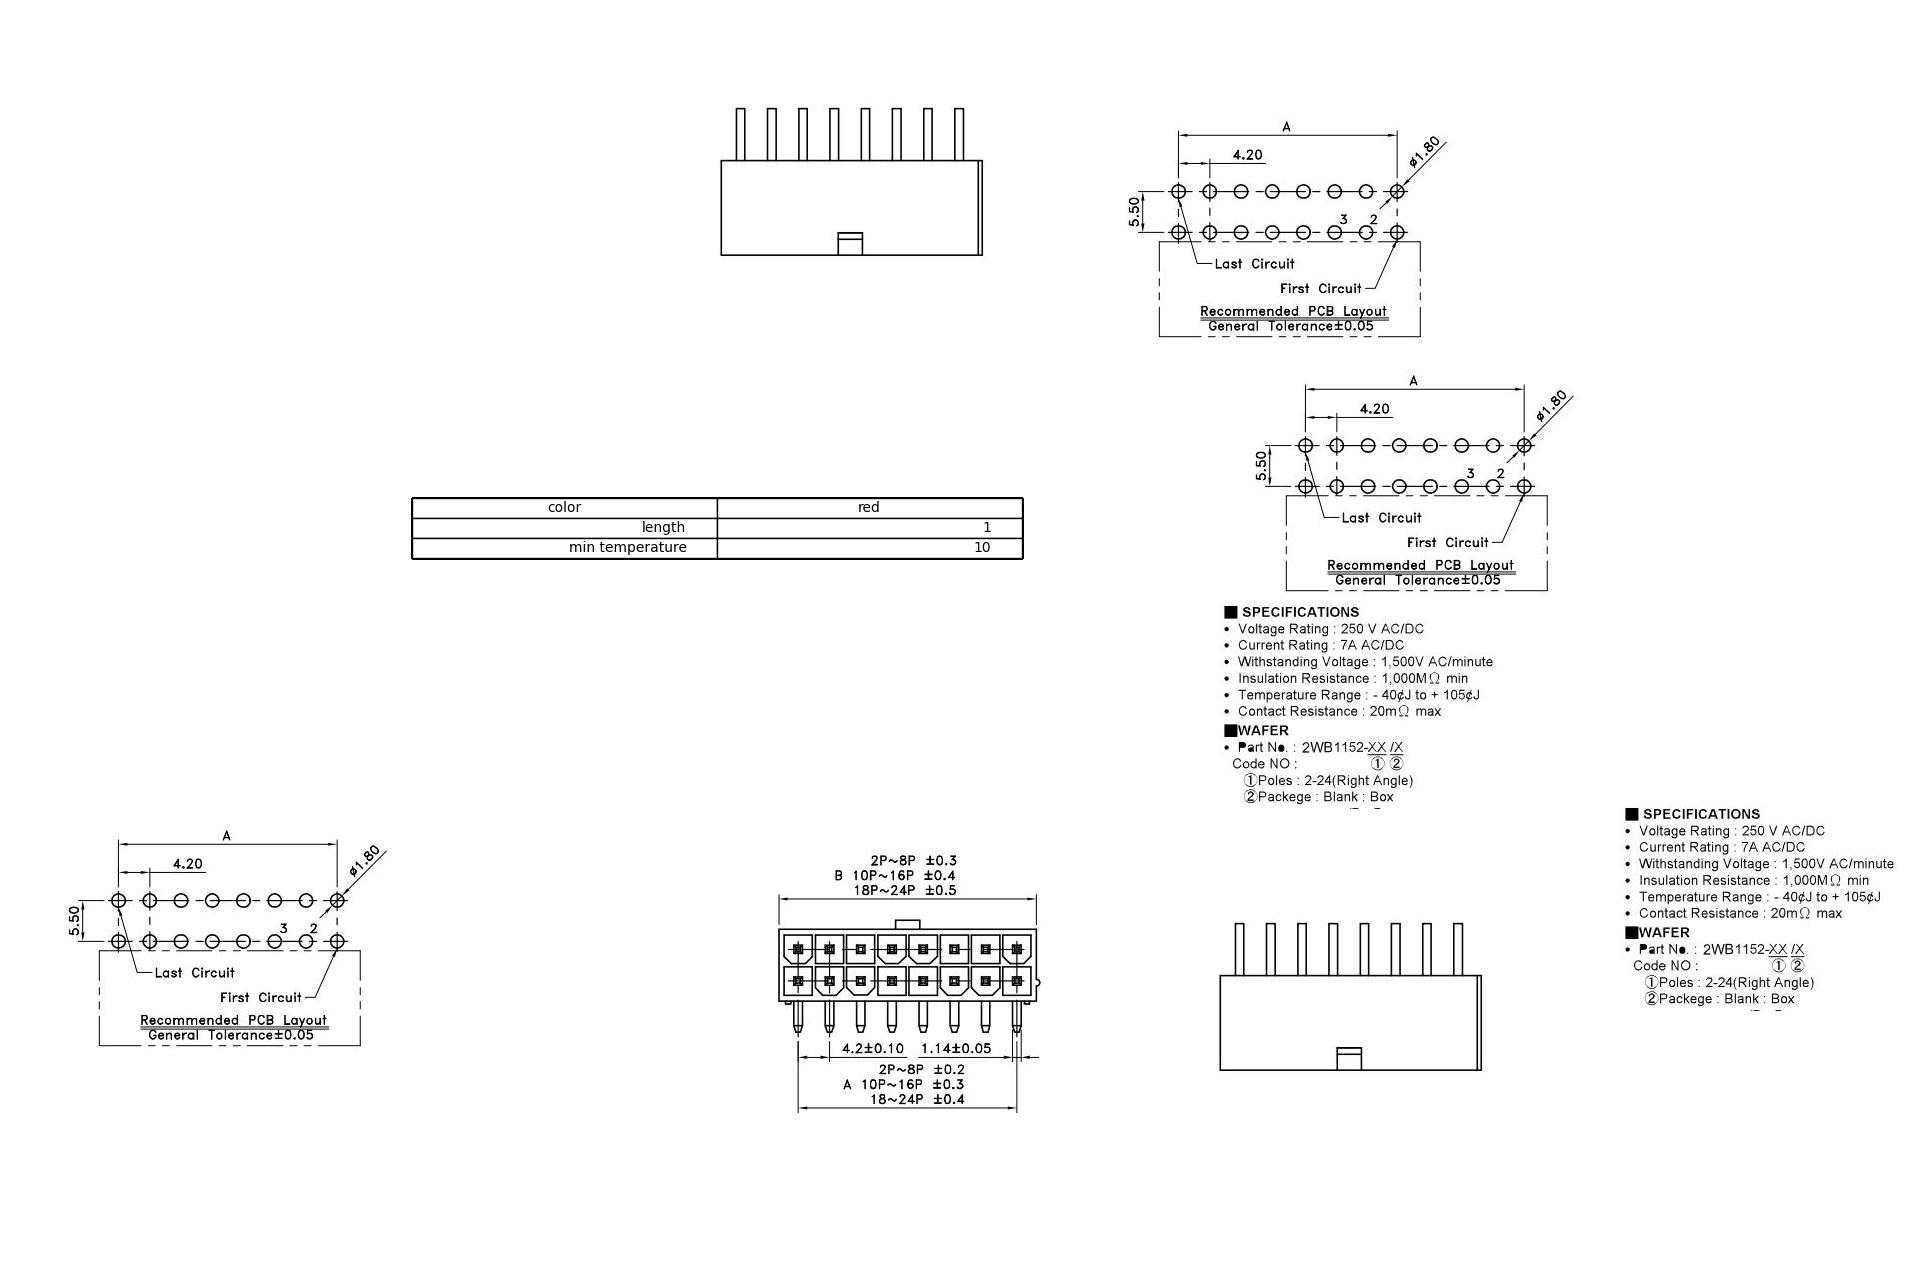 A
4.20
ø1.80
5.50
3 2
Last Circuit
First Circuit
Recommended PCB Layout
General Tolerance±0.05
A
4.20
ø1.80
5.50
3 2
Last Circuit
First Circuit
Recommended PCB Layout
General Tolerance±0.05
color red
length 1
min temperature 10
■ SPECIFICATIONS
• Voltage Rating : 250 V AC/DC
• Current Rating : 7A AC/DC
• Withstanding Voltage : 1,500V AC/minute
• Insulation Resistance : 1,000MΩ min
• Temperature Range : - 40¢J to + 105¢J
• Contact Resistance : 20mΩ max
■WAFER
• Part No. : 2WB1152-XX /X
Code NO : ① ②
①Poles : 2-24(Right Angle)
②Packege : Blank : Box
■ SPECIFICATIONS
• Voltage Rating : 250 V AC/DC
• Current Rating : 7A AC/DC
• Withstanding Voltage : 1,500V AC/minute
• Insulation Resistance : 1,000MΩ min
• Temperature Range : - 40¢J to + 105¢J
• Contact Resistance : 20mΩ max
■WAFER
• Part No. : 2WB1152-XX /X
Code NO : ① ②
①Poles : 2-24(Right Angle)
②Packege : Blank : Box
A
4.20
ø1.80
5.50
3 2
Last Circuit
First Circuit
Recommended PCB Layout
General Tolerance±0.05
2P~8P ±0.3
B 10P~16P ±0.4
18P~24P ±0.5
4.2±0.10 1.14±0.05
2P~8P ±0.2
A 10P~16P ±0.3
18~24P ±0.4